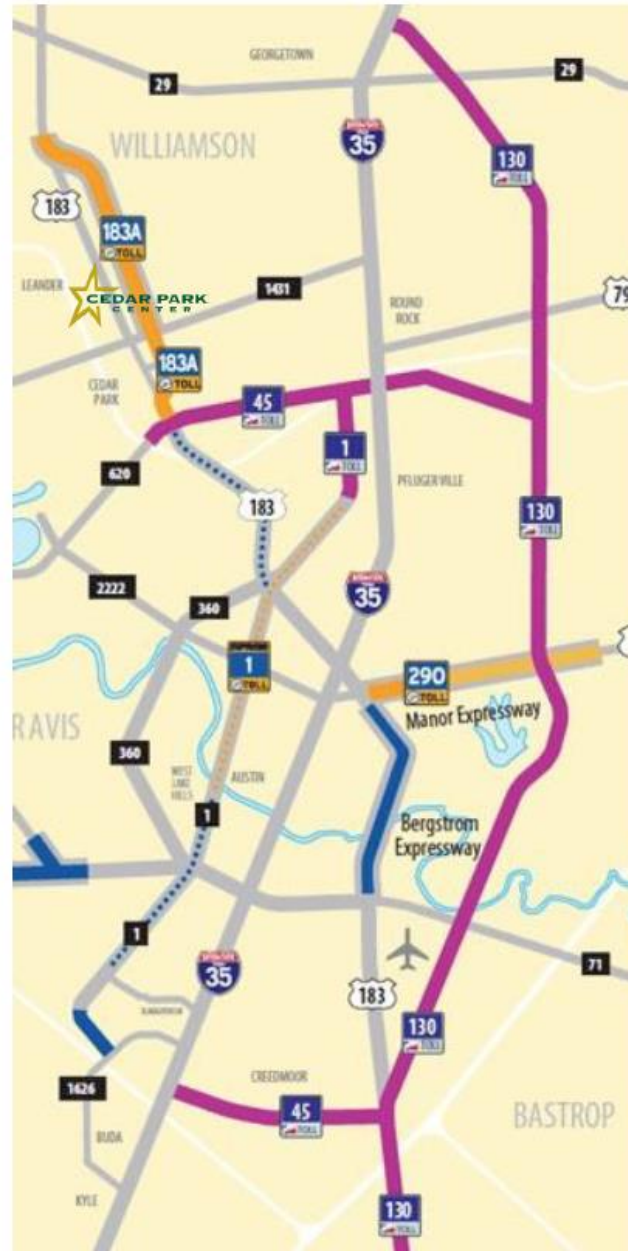 GEORGETOWN
29
29
WILLIAMSON
35
130
TOLL
183
183A
TOLL
LEANDER
CEDAR PARK
CENTER
1431
79
ROUND
ROCK
183A
TOLL
CEDAR
PARK
45
TOLL
1
TOLL
PFLUGERVILLE
620
183
130
TOLL
2222
360
35
1
TOLL
290
TOLL
Manor Expressway
RAVIS
360
WEST
LAKE
HILLS
AUSTIN
1
Bergstrom
Expressway
1
35
71
183
130
TOLL
CREEDMOOR
1626
45
TOLL
BASTROP
BUDA
KYLE
130
TOLL